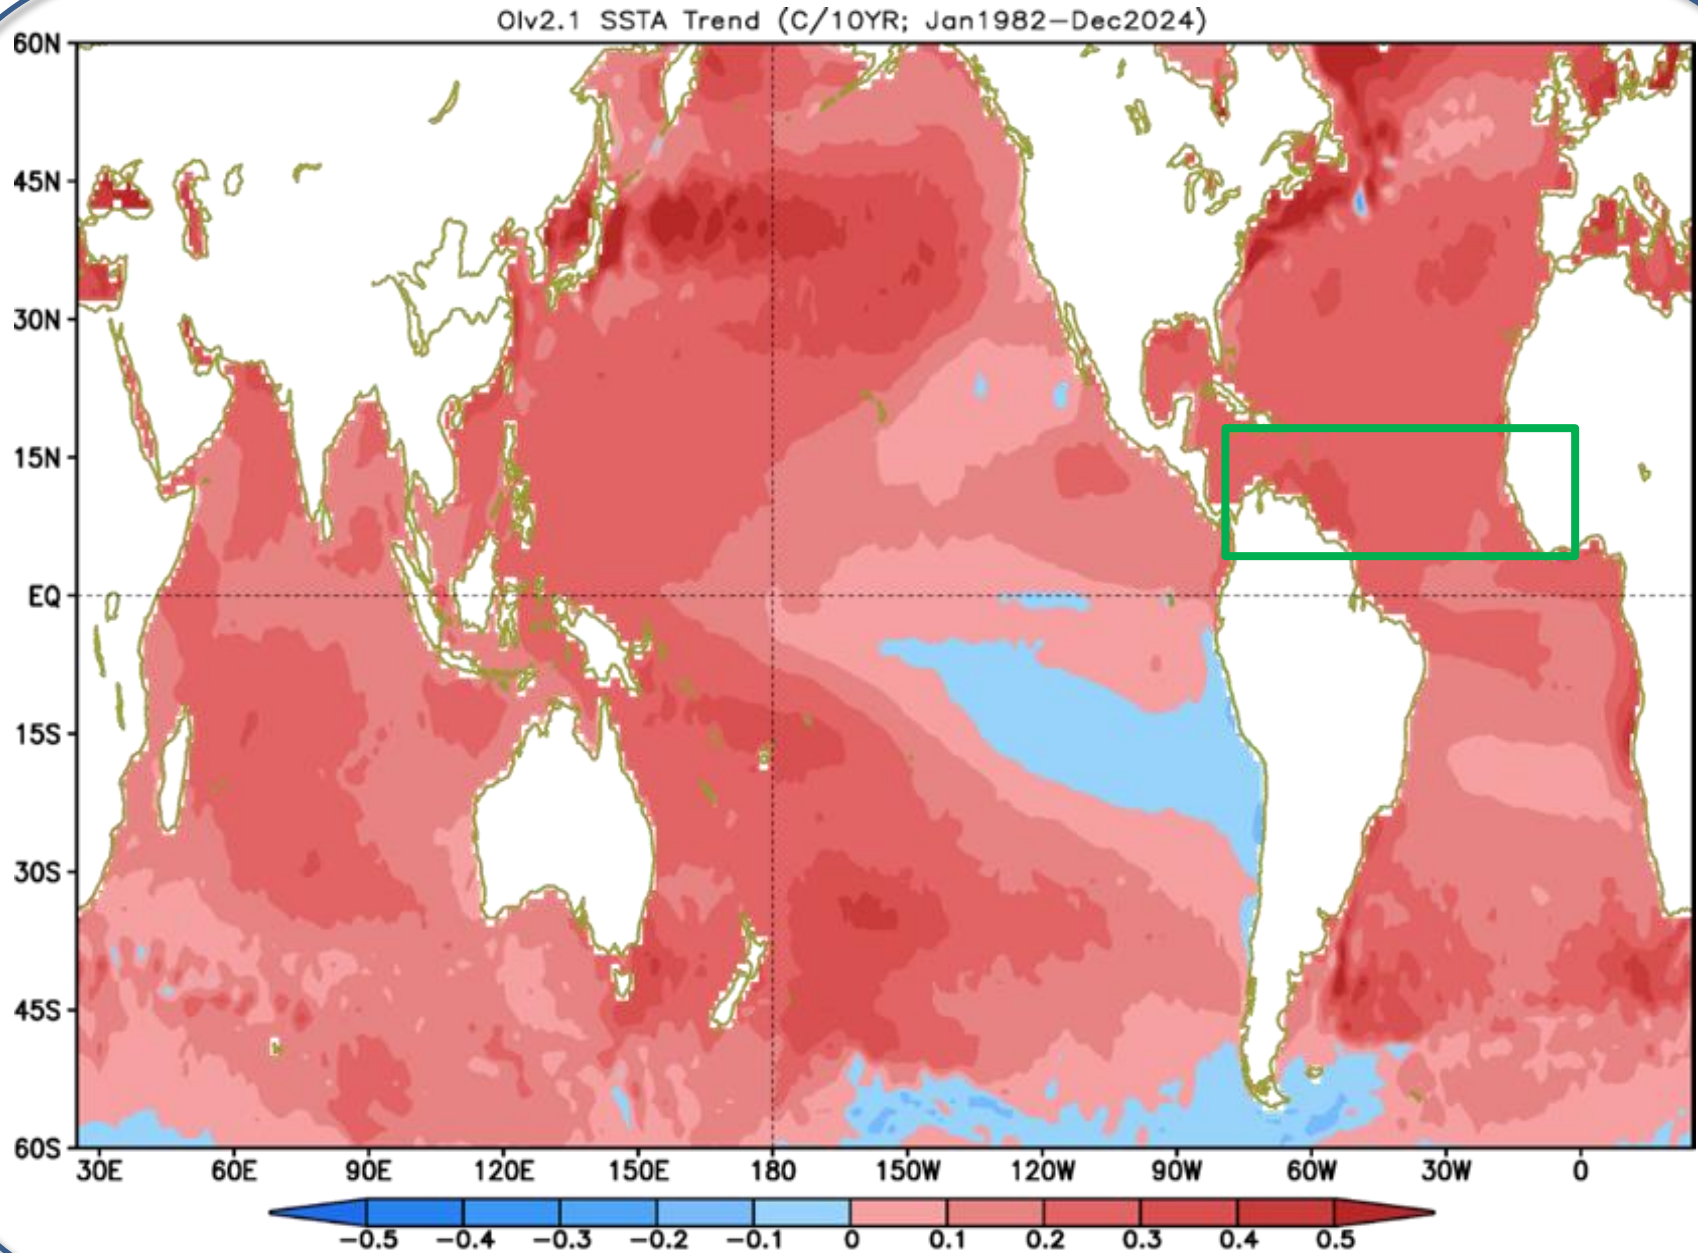 OIv2.1 SSTA Trend (C/10YR; Jan1982-Dec2024)
60N
45N
30N
15N
EQ
15S
30S
45S
60S
30E 60E 90E 120E 150E 180 150W 120W 90W 60W 30W 0
-0.5 -0.4 -0.3 -0.2 -0.1 0 0.1 0.2 0.3 0.4 0.5